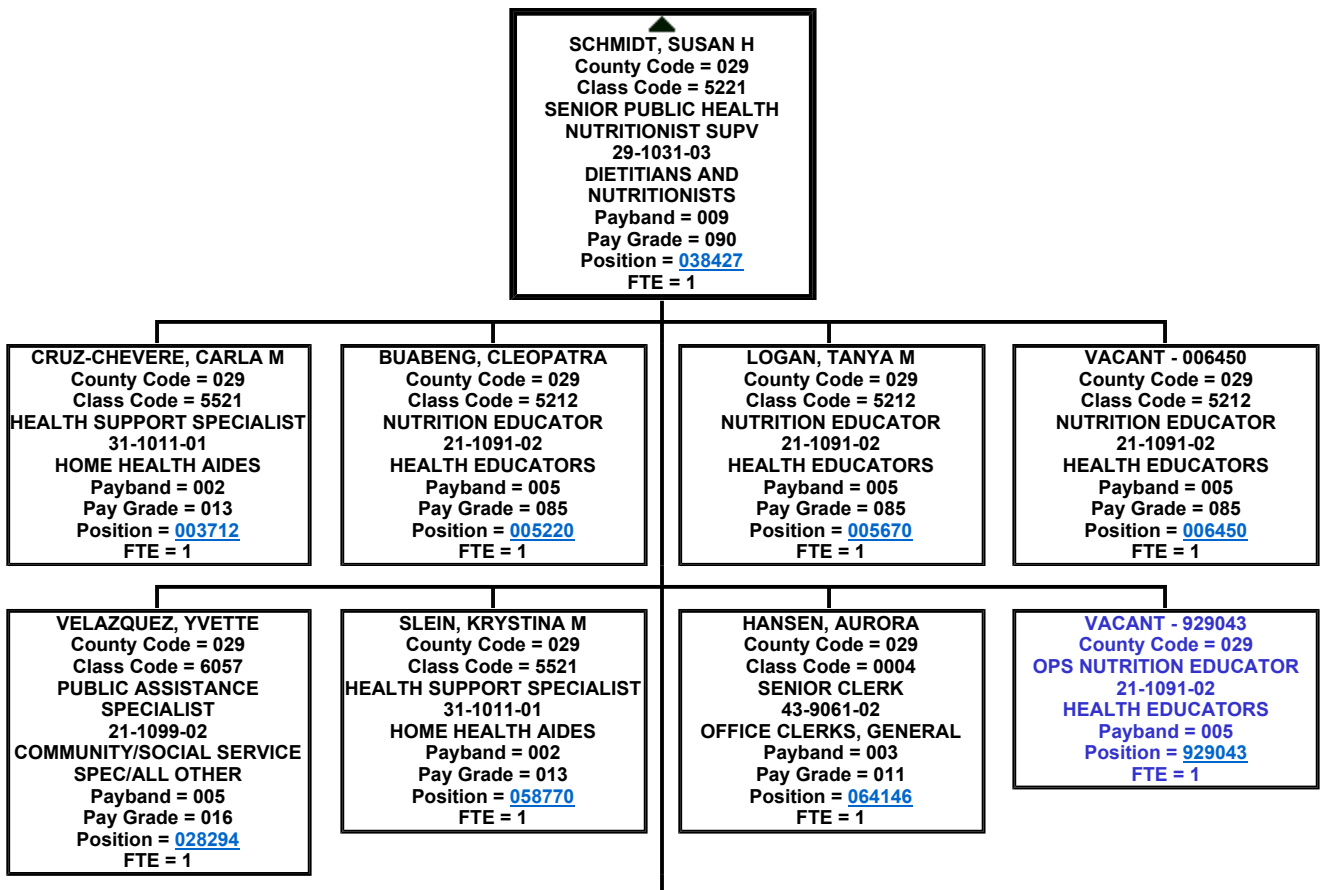 SCHMIDT, SUSAN H
County Code = 029
Class Code = 5221
SENIOR PUBLIC HEALTH
NUTRITIONIST SUPV
29-1031-03
DIETITIANS AND
NUTRITIONISTS
Payband = 009
Pay Grade = 090
Position = 038427
FTE = 1
CRUZ-CHEVERE, CARLA M
County Code = 029
Class Code = 5521
HEALTH SUPPORT SPECIALIST
31-1011-01
HOME HEALTH AIDES
Payband = 002
Pay Grade = 013
Position = 003712
FTE = 1
BUABENG, CLEOPATRA
County Code = 029
Class Code = 5212
NUTRITION EDUCATOR
21-1091-02
HEALTH EDUCATORS
Payband = 005
Pay Grade = 085
Position = 005220
FTE = 1
LOGAN, TANYA M
County Code = 029
Class Code = 5212
NUTRITION EDUCATOR
21-1091-02
HEALTH EDUCATORS
Payband = 005
Pay Grade = 085
Position = 005670
FTE = 1
VACANT - 006450
County Code = 029
Class Code = 5212
NUTRITION EDUCATOR
21-1091-02
HEALTH EDUCATORS
Payband = 005
Pay Grade = 085
Position = 006450
FTE = 1
VELAZQUEZ, YVETTE
County Code = 029
Class Code = 6057
PUBLIC ASSISTANCE
SPECIALIST
21-1099-02
COMMUNITY/SOCIAL SERVICE
SPEC/ALL OTHER
Payband = 005
Pay Grade = 016
Position = 028294
FTE = 1
SLEIN, KRYSTINA M
County Code = 029
Class Code = 5521
HEALTH SUPPORT SPECIALIST
31-1011-01
HOME HEALTH AIDES
Payband = 002
Pay Grade = 013
Position = 058770
FTE = 1
HANSEN, AURORA
County Code = 029
Class Code = 0004
SENIOR CLERK
43-9061-02
OFFICE CLERKS, GENERAL
Payband = 003
Pay Grade = 011
Position = 064146
FTE = 1
VACANT - 929043
County Code = 029
OPS NUTRITION EDUCATOR
21-1091-02
HEALTH EDUCATORS
Payband = 005
Position = 929043
FTE = 1